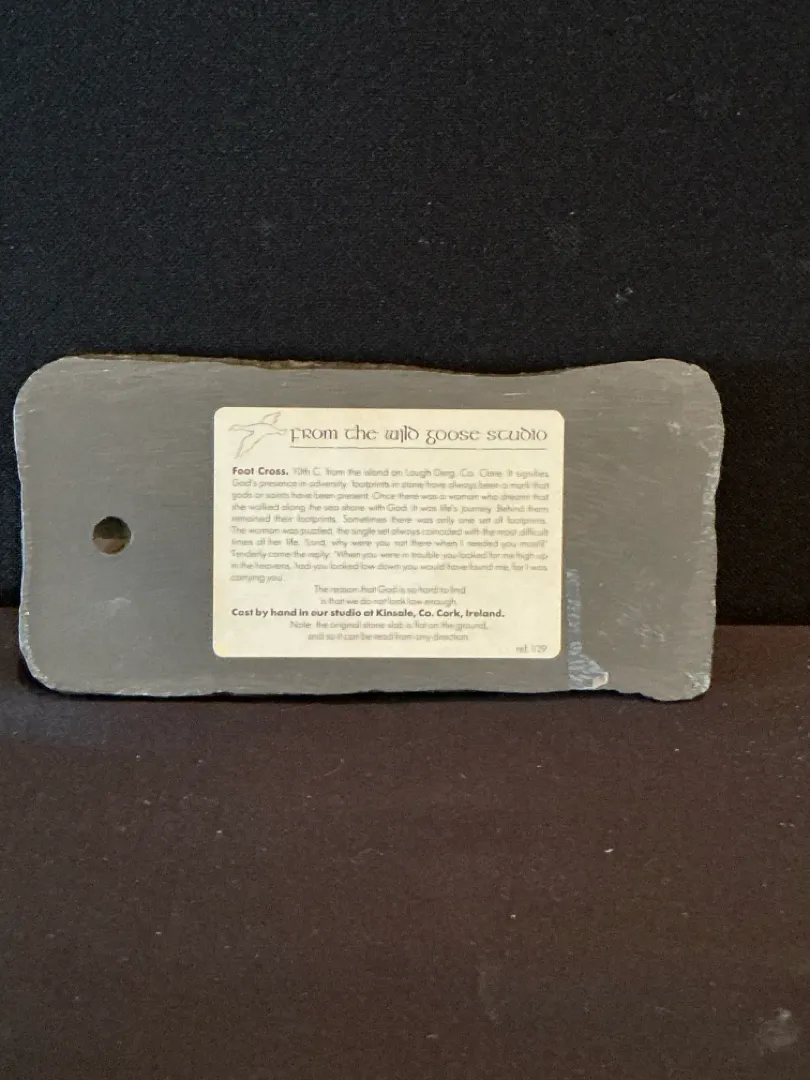 From the wild goose studio
Foot Cross. 10th C. from the island on Lough Derg, Co. Clare. It signifies
God's presence in adversity. Footprints in stone have always been a mark that
gods or saints have been present. Once there was a woman who dreamt that
she walked along the sea shore with God. It was life's journey. Behind them
remained their footprints. Sometimes there was only one set of footprints.
The woman was puzzled, the single set always coincided with the most difficult
times of her life. 'Lord, why were you not there when I needed you most?'
Tenderly came the reply: 'When you were in trouble you looked for me high up
in the heavens, had you looked low down you would have found me, for I was
carrying you'.
The reason that God is so hard to find
is that we do not look low enough.
Cast by hand in our studio at Kinsale, Co. Cork, Ireland.
Note: the original stone slab is flat on the ground,
and so it can be read from any direction.
ref. 129